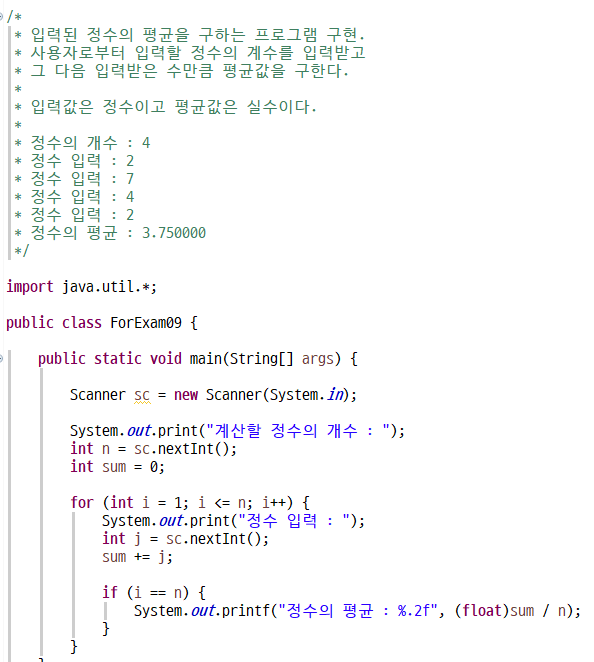 /*
* 입력된 정수의 평균을 구하는 프로그램 구현.
* 사용자로부터 입력할 정수의 계수를 입력받고
* 그 다음 입력받은 수만큼 평균값을 구한다.
*
* 입력값은 정수이고 평균값은 실수이다.
*
* 정수의 개수 : 4
* 정수 입력 : 2
* 정수 입력 : 7
* 정수 입력 : 4
* 정수 입력 : 2
* 정수의 평균 : 3.750000
*/
import java.util.*;
public class ForExam09 {
public static void main(String[] args) {
Scanner sc = new Scanner(System.in);
System.out.print("계산할 정수의 개수 : ");
int n = sc.nextInt();
int sum = 0;
for (int i = 1; i <= n; i++) {
System.out.print("정수 입력 : ");
int j = sc.nextInt();
sum += j;
if (i == n) {
System.out.printf("정수의 평균 : %.2f", (float)sum / n);
}
}
}